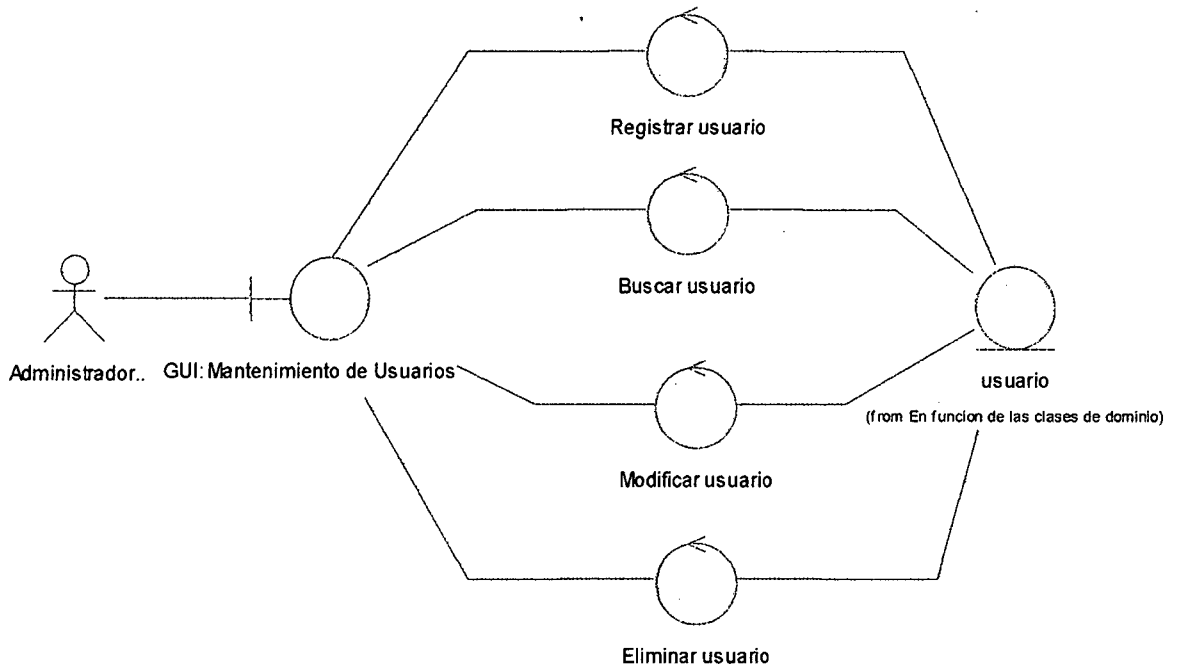 Registrar usuario
Buscar usuario
Administrador..
GUI: Mantenimiento de Usuarios
usuario
(from En funcion de las clases de dominio)
Modificar usuario
Eliminar usuario